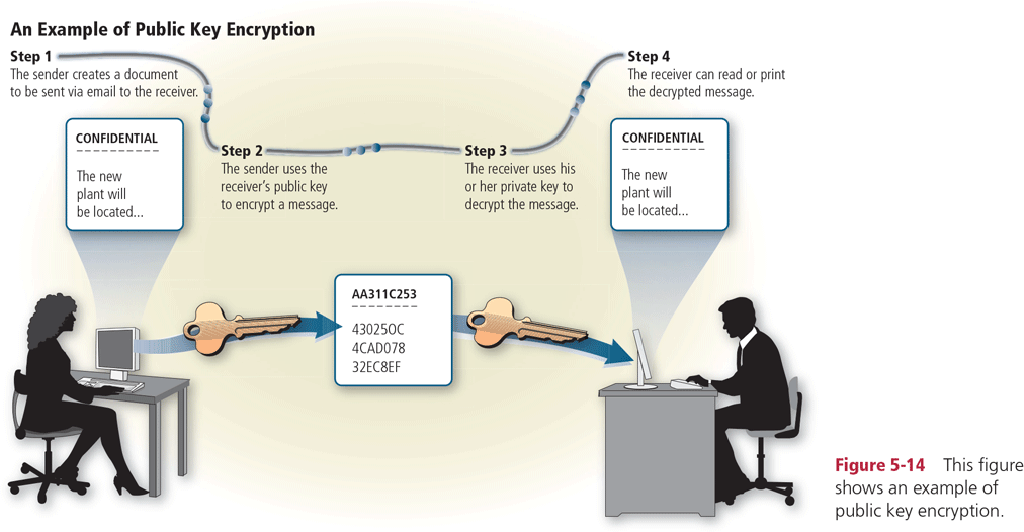 An Example of Public Key Encryption
Step 1
The sender creates a document
to be sent via email to the receiver.
Step 2
The sender uses the
receiver's public key
to encrypt a message.
Step 3
The receiver uses his
or her private key to
decrypt the message.
Step 4
The receiver can read or print
the decrypted message.
CONFIDENTIAL
The new
plant will
be located...
AA311C253
430250C
4CAD078
32EC8EF
CONFIDENTIAL
The new
plant will
be located...
Figure 5-14 This figure
shows an example of
public key encryption.